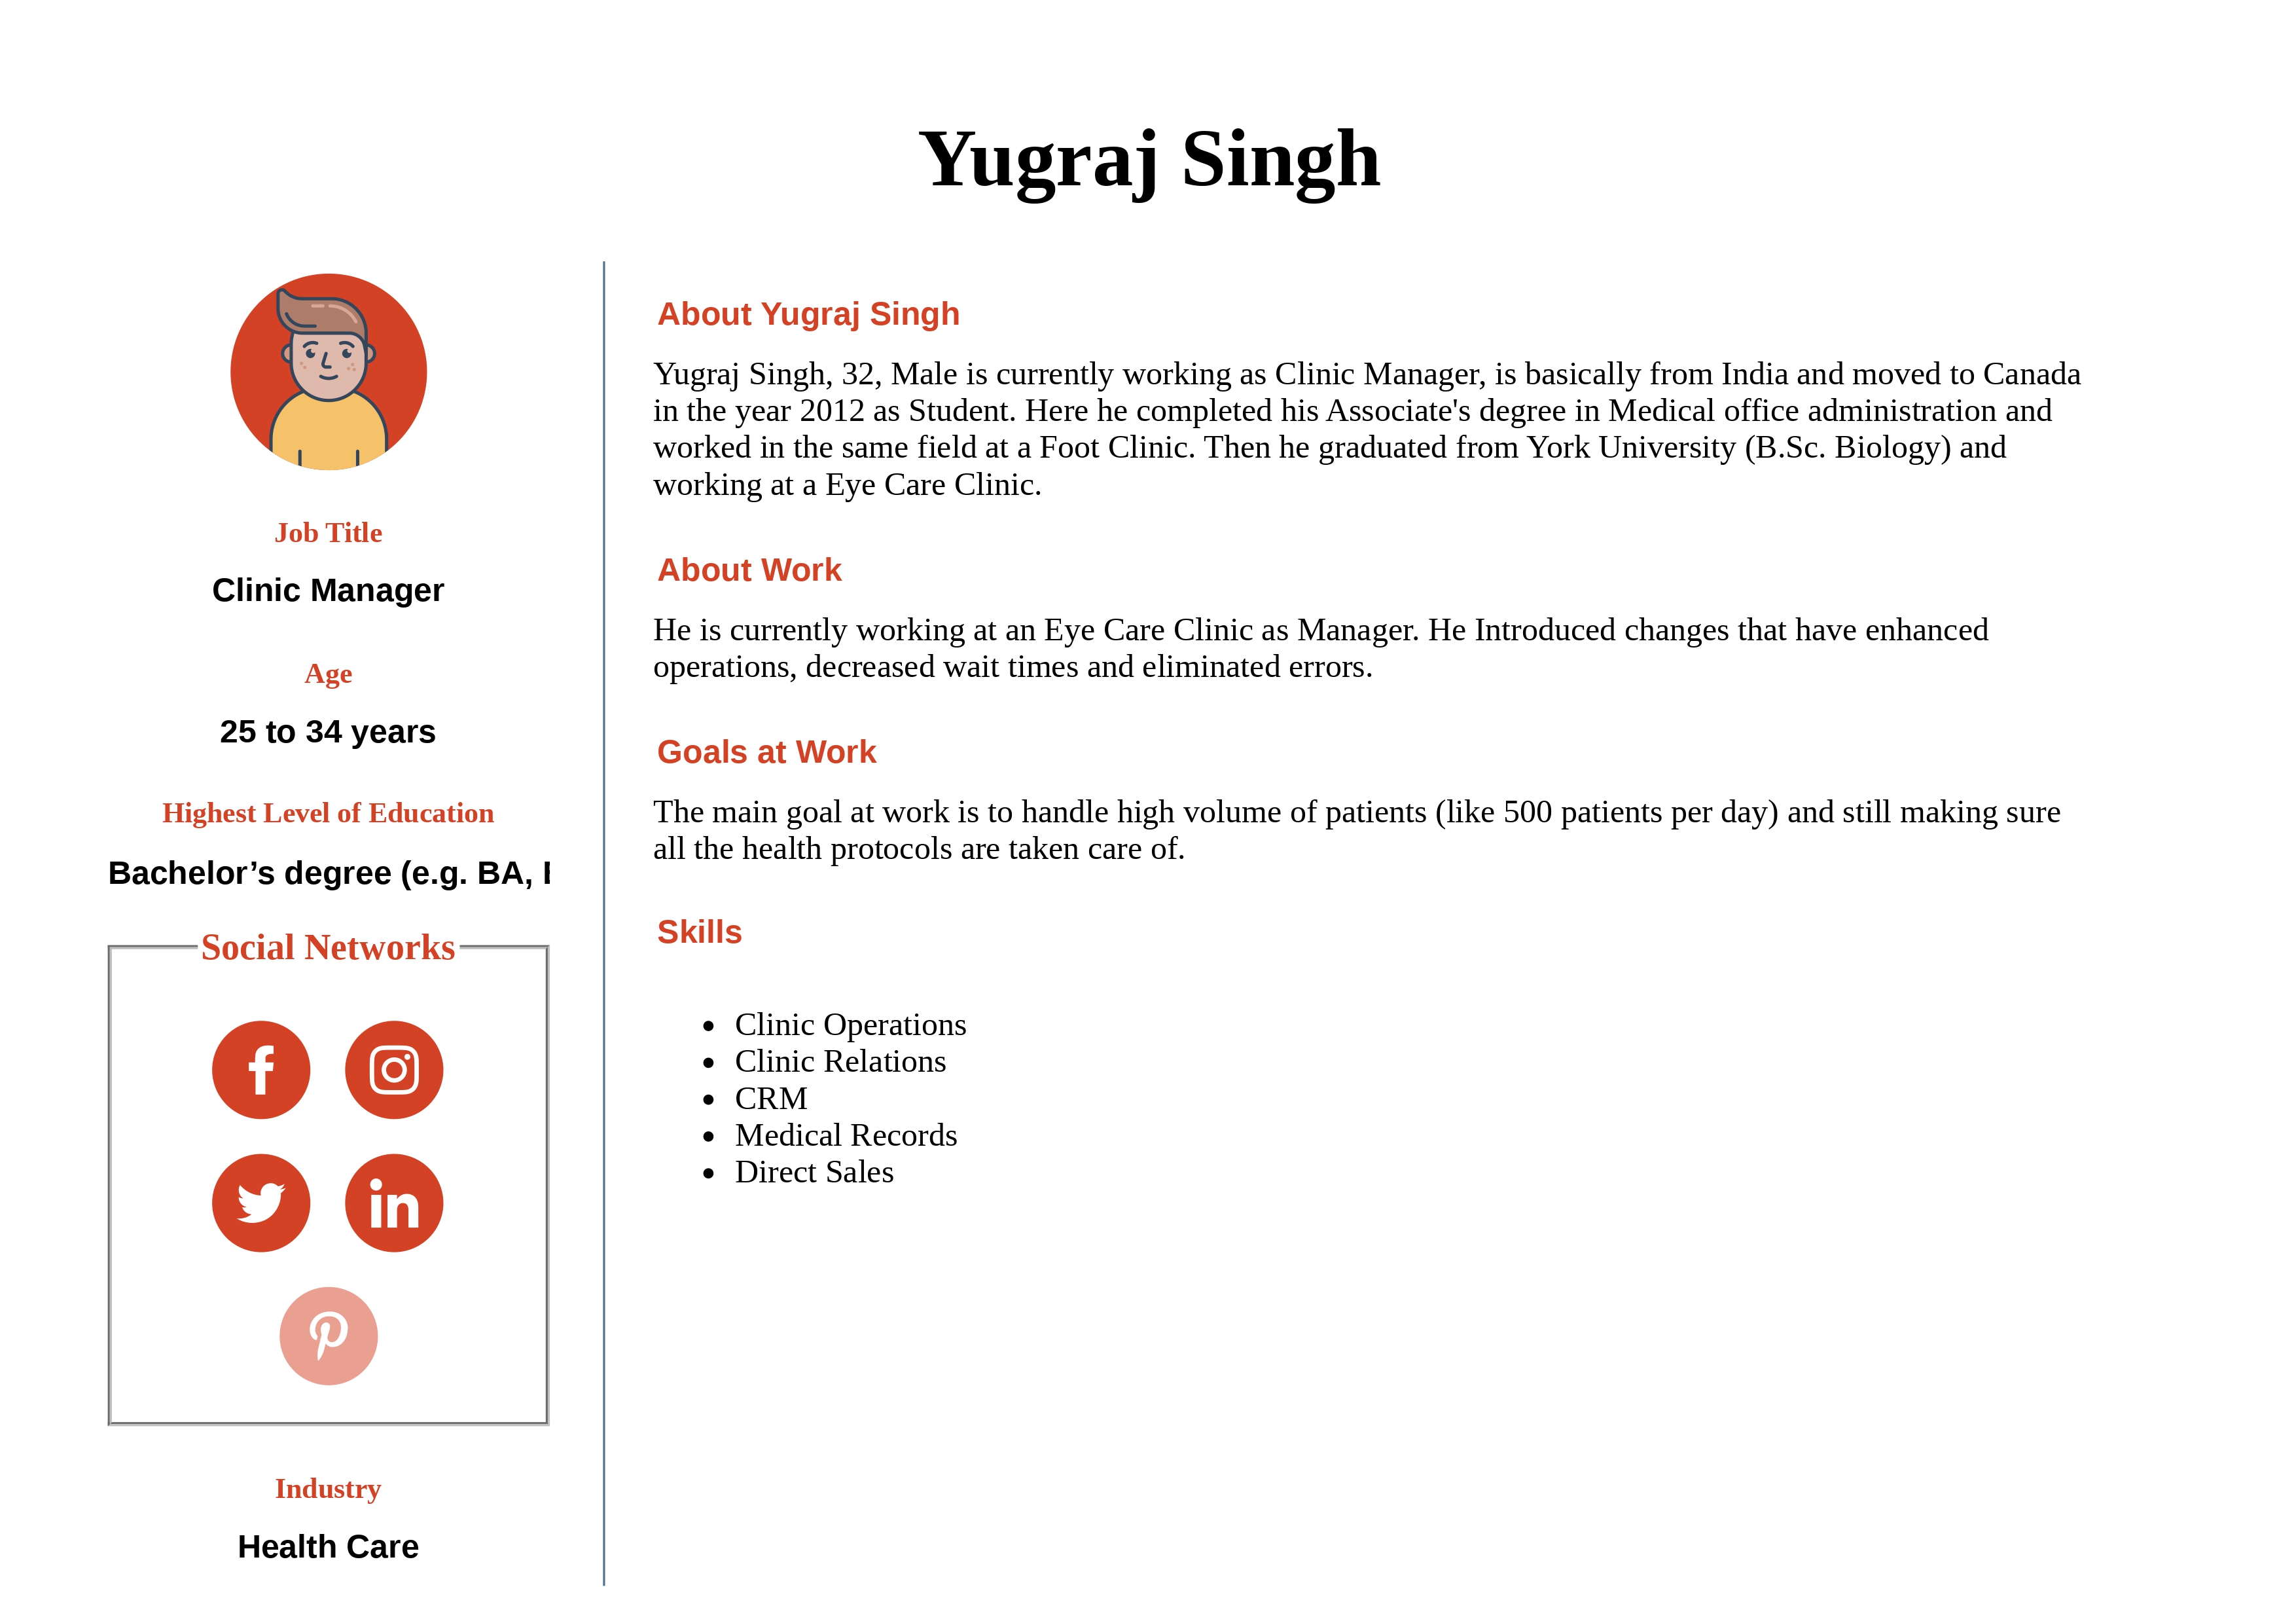 Yugraj Singh
Job Title
Clinic Manager
Age
25 to 34 years
Highest Level of Education
Bachelor’s degree (e.g. BA, B
Social Networks
Industry
Health Care
About Yugraj Singh
Yugraj Singh, 32, Male is currently working as Clinic Manager, is basically from India and moved to Canada
in the year 2012 as Student. Here he completed his Associate's degree in Medical office administration and
worked in the same field at a Foot Clinic. Then he graduated from York University (B.Sc. Biology) and
working at a Eye Care Clinic.
About Work
He is currently working at an Eye Care Clinic as Manager. He Introduced changes that have enhanced
operations, decreased wait times and eliminated errors.
Goals at Work
The main goal at work is to handle high volume of patients (like 500 patients per day) and still making sure
all the health protocols are taken care of.
Skills
Clinic Operations
Clinic Relations
CRM
Medical Records
Direct Sales